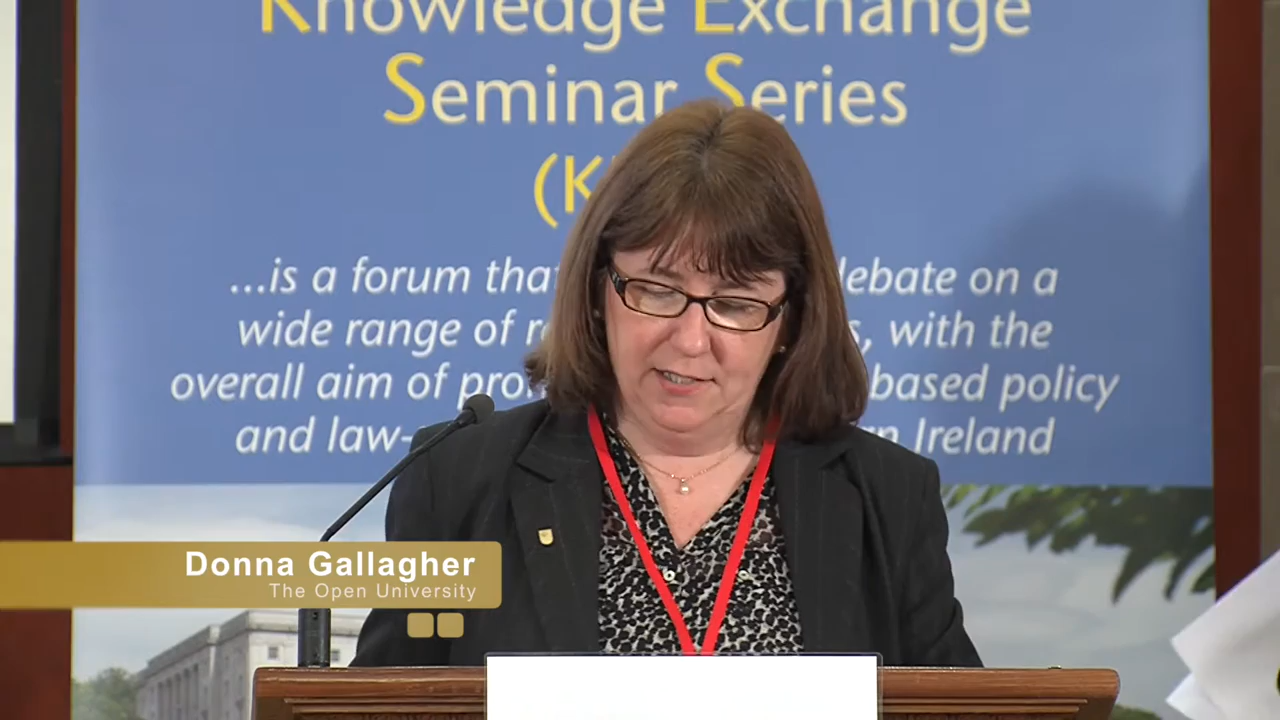 Knowledge Exchange
Seminar Series
(K
...is a forum that debate on a
wide range of with the
overall aim of based policy
and law- Ireland
Donna Gallagher
The Open University